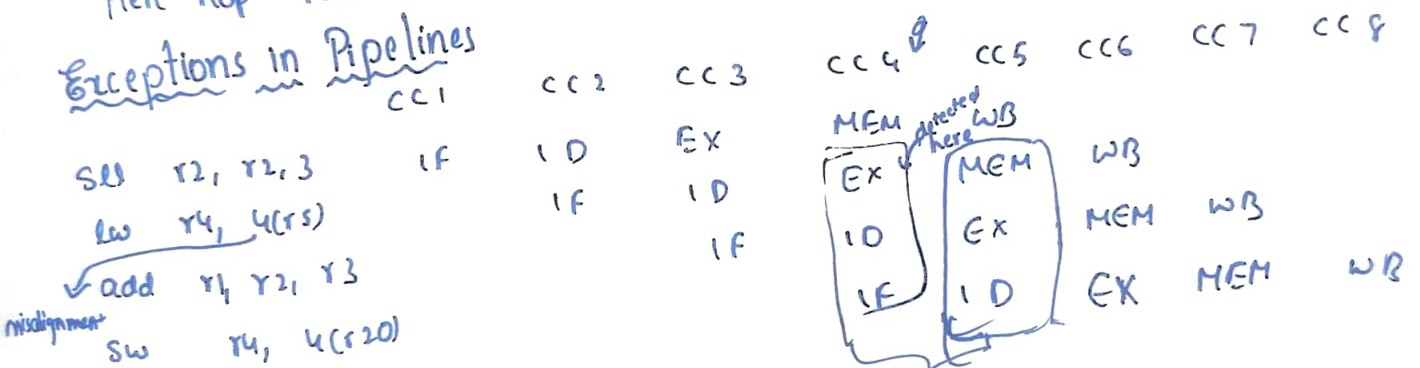 Exceptions in Pipelines
CC1 CC2 CC3 CC4 CC5 CC6 CC7 CC8
sll r2, r2, 3 IF ID EX MEM WB
detected here
lw r4, 4(r5) IF ID EX MEM WB
add r1, r2, r3 IF ID EX MEM WB
misalignment
sw r4, 4(r20) IF ID EX MEM WB